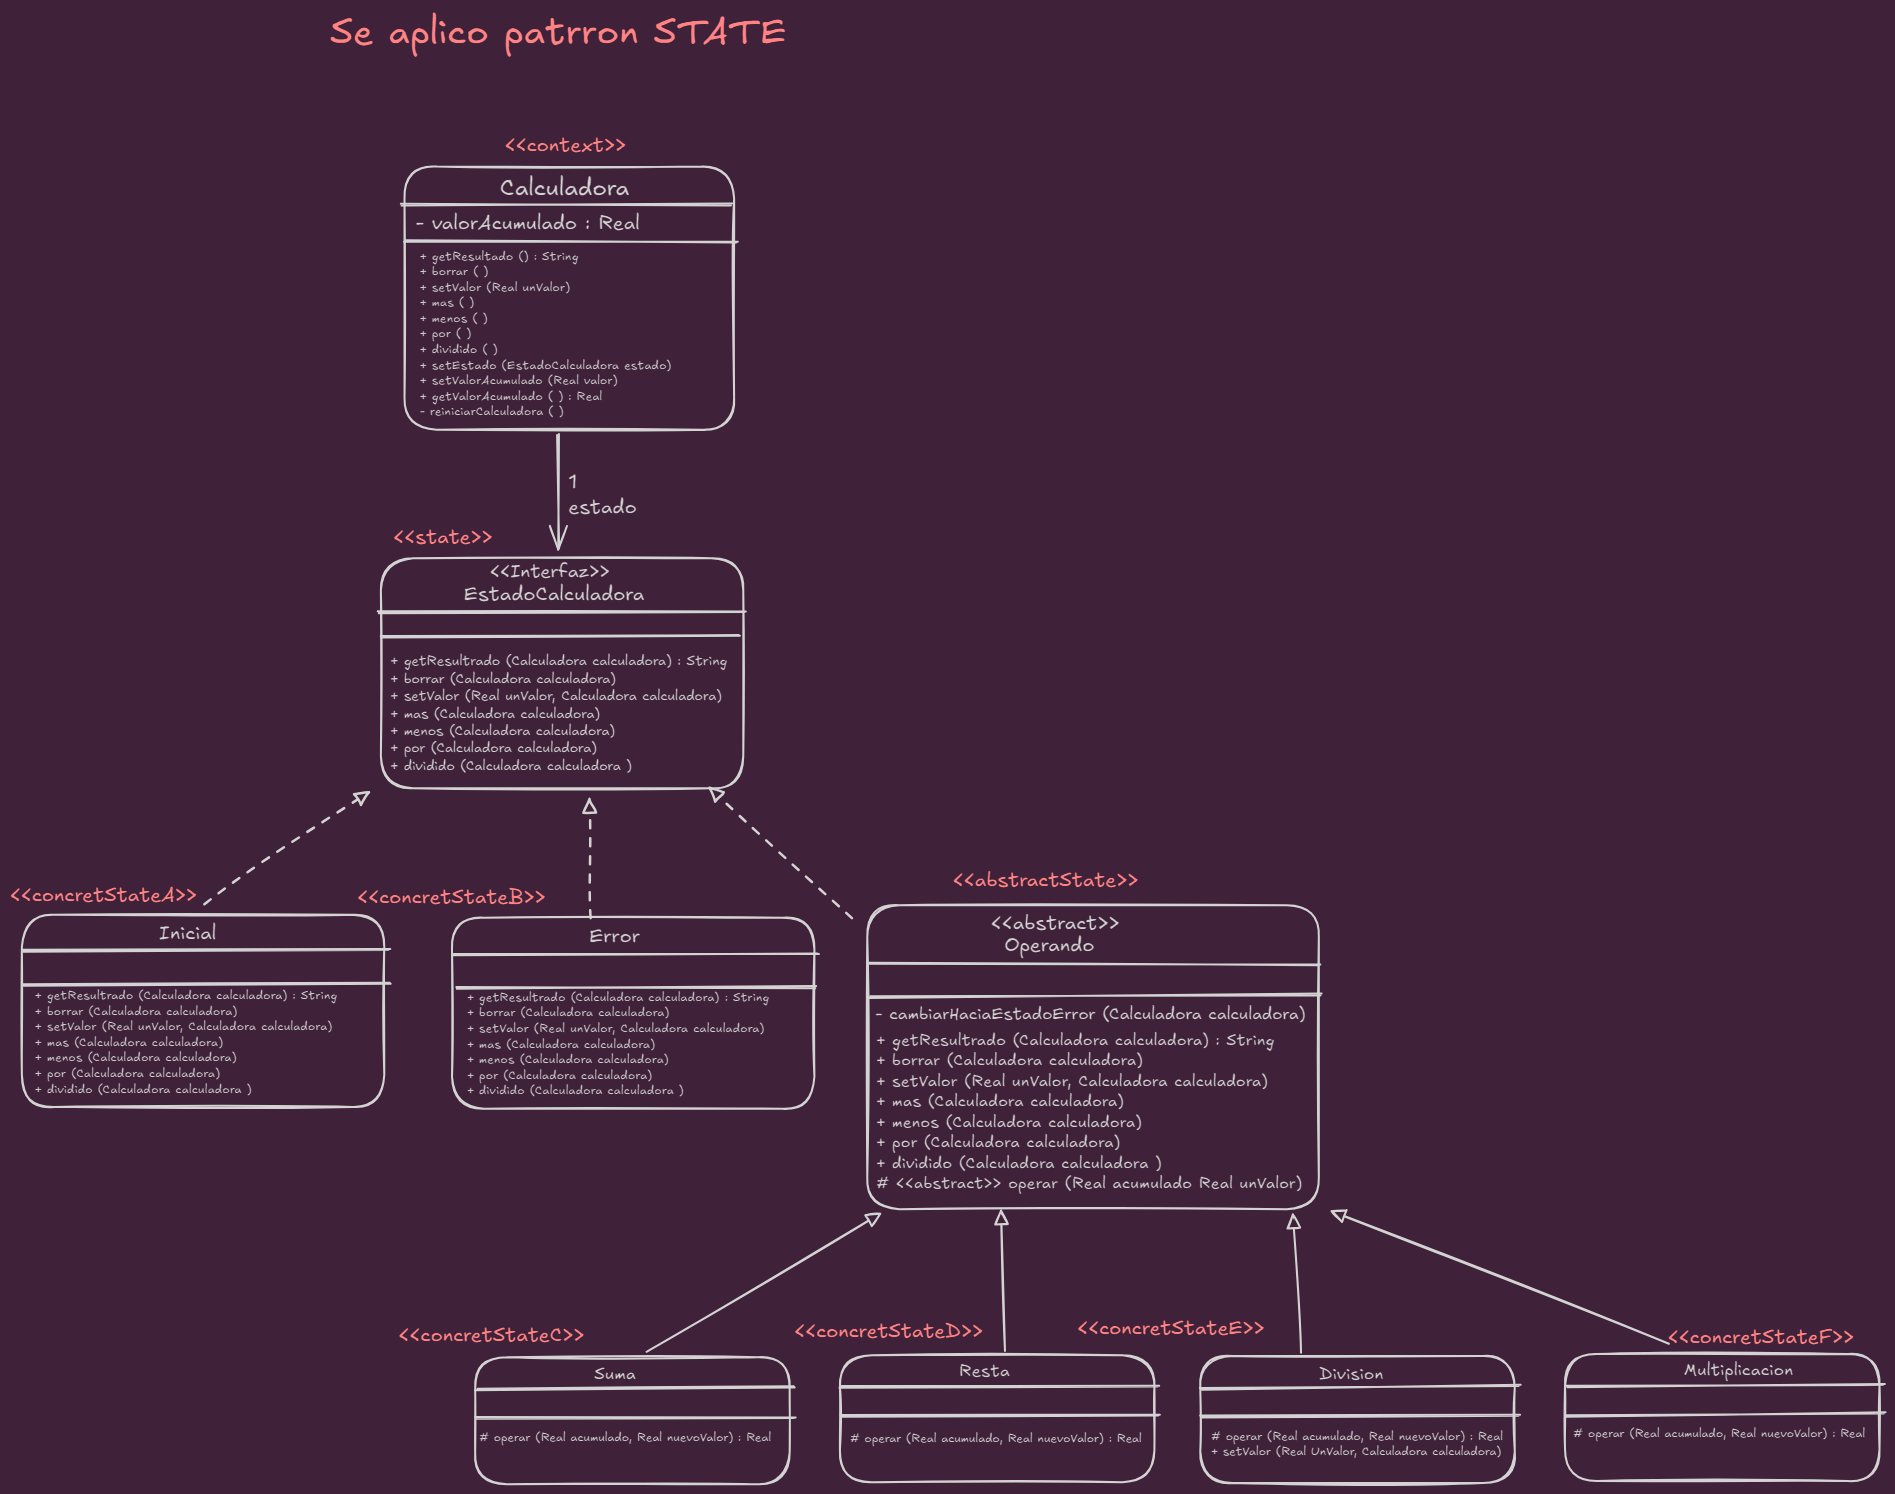 Se aplico patrron STATE
<<context>>
Calculadora
- valorAcumulado : Real
+ getResultado () : String
+ borrar ( )
+ setValor (Real unValor)
+ mas ( )
+ menos ( )
+ por ( )
+ dividido ( )
+ setEstado (EstadoCalculadora estado)
+ setValorAcumulado (Real valor)
+ getValorAcumulado ( ) : Real
- reiniciarCalculadora ( )
1
estado
<<state>>
<<Interfaz>>
EstadoCalculadora
+ getResultrado (Calculadora calculadora) : String
+ borrar (Calculadora calculadora)
+ setValor (Real unValor, Calculadora calculadora)
+ mas (Calculadora calculadora)
+ menos (Calculadora calculadora)
+ por (Calculadora calculadora)
+ dividido (Calculadora calculadora )
<<concretStateA>>
Inicial
+ getResultrado (Calculadora calculadora) : String
+ borrar (Calculadora calculadora)
+ setValor (Real unValor, Calculadora calculadora)
+ mas (Calculadora calculadora)
+ menos (Calculadora calculadora)
+ por (Calculadora calculadora)
+ dividido (Calculadora calculadora )
<<concretStateB>>
Error
+ getResultrado (Calculadora calculadora) : String
+ borrar (Calculadora calculadora)
+ setValor (Real unValor, Calculadora calculadora)
+ mas (Calculadora calculadora)
+ menos (Calculadora calculadora)
+ por (Calculadora calculadora)
+ dividido (Calculadora calculadora )
<<abstractState>>
<<abstract>>
Operando
- cambiarHaciaEstadoError (Calculadora calculadora)
+ getResultrado (Calculadora calculadora) : String
+ borrar (Calculadora calculadora)
+ setValor (Real unValor, Calculadora calculadora)
+ mas (Calculadora calculadora)
+ menos (Calculadora calculadora)
+ por (Calculadora calculadora)
+ dividido (Calculadora calculadora )
# <<abstract>> operar (Real acumulado Real unValor)
<<concretStateC>>
Suma
# operar (Real acumulado, Real nuevoValor) : Real
<<concretStateD>>
Resta
# operar (Real acumulado, Real nuevoValor) : Real
<<concretStateE>>
Division
# operar (Real acumulado, Real nuevoValor) : Real
+ setValor (Real UnValor, Calculadora calculadora)
<<concretStateF>>
Multiplicacion
# operar (Real acumulado, Real nuevoValor) : Real